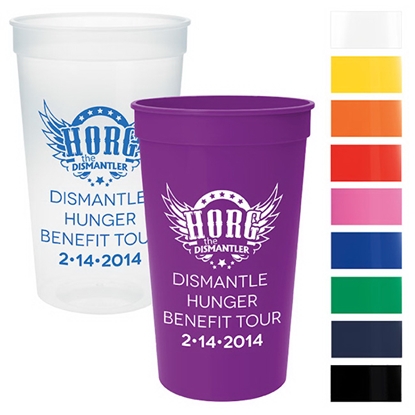 HORG
the
DISMANTLER
DISMANTLE
HUNGER
BENEFIT TOUR
2•14•2014
HORG
the
DISMANTLER
DISMANTLE
HUNGER
BENEFIT TOUR
2•14•2014